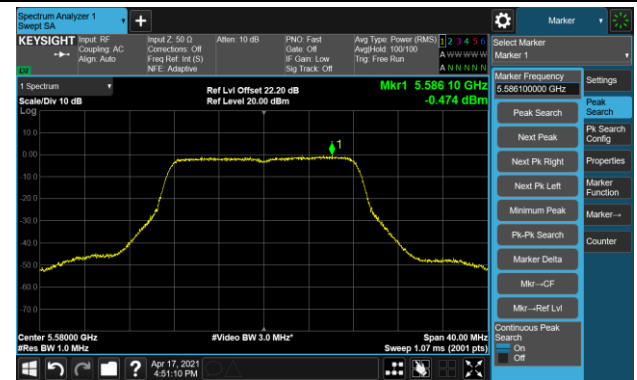 Spectrum Analyzer 1
Swept SA
+
Marker
KEYSIGHT
Input: RF
Coupling: AC
Align: Auto
Input Z: 50 Ω
Corrections: Off
Freq Ref: Int (S)
NFE: Adaptive
Atten: 10 dB
PNO: Fast
Gate: Off
IF Gain: Low
Sig Track: Off
Avg Type: Power (RMS)
Avg|Hold: 100/100
Trig: Free Run
1 2 3 4 5 6
A W W W W W
A N N N N N
Select Marker
Marker 1
1 Spectrum
Scale/Div 10 dB
Log
Ref Lvl Offset 22.20 dB
Ref Level 20.00 dBm
Mkr1 5.586 10 GHz
-0.474 dBm
10.0
0.00
-10.0
-20.0
-30.0
-40.0
-50.0
-60.0
-70.0
1
Center 5.58000 GHz
#Res BW 1.0 MHz
#Video BW 3.0 MHz*
Span 40.00 MHz
Sweep 1.07 ms (2001 pts)
Marker Frequency
5.586100000 GHz
Peak Search
Next Peak
Next Pk Right
Next Pk Left
Minimum Peak
Pk-Pk Search
Marker Delta
Mkr→CF
Mkr→Ref Lvl
Continuous Peak
Search
On
Off
Settings
Peak
Search
Pk Search
Config
Properties
Marker
Function
Marker→
Counter
?
Apr 17, 2021
4:51:10 PM